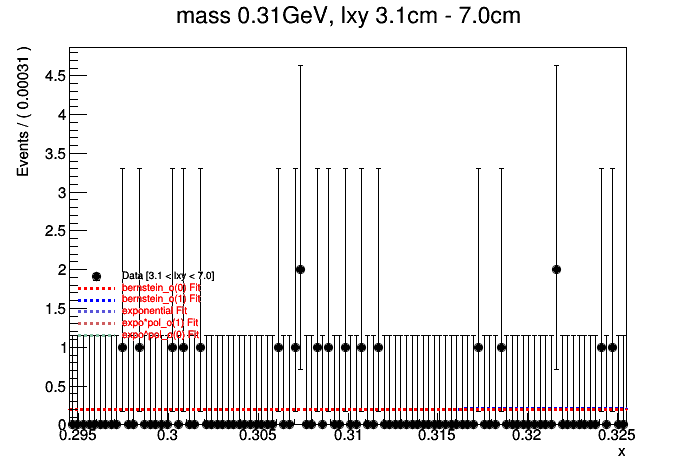 mass 0.31GeV, lxy 3.1cm - 7.0cm
Events / ( 0.00031 )
4.5
4
3.5
3
2.5
2
1.5
1
0.5
0
Data [3.1 < lxy < 7.0]
bernstein_o(0) Fit
bernstein_o(1) Fit
exponential Fit
expo*pol_o(1) Fit
0.295 0.3 0.305 0.31 0.315 0.32 0.325
x